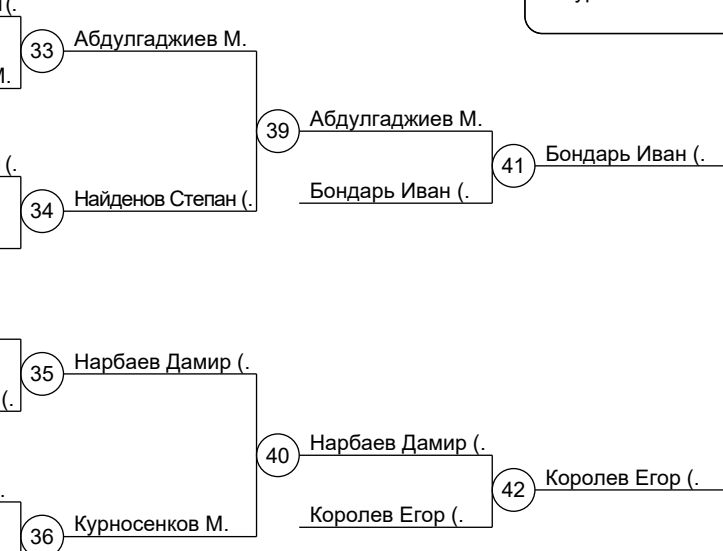 33
Абдулгаджиев М.
М.
39
Абдулгаджиев М.
41
Бондарь Иван (.
Бондарь Иван (.
(.
34
Найденов Степан (.
35
Нарбаев Дамир (.
(.
40
Нарбаев Дамир (.
42
Королев Егор (.
Королев Егор (.
36
Курносенков М.